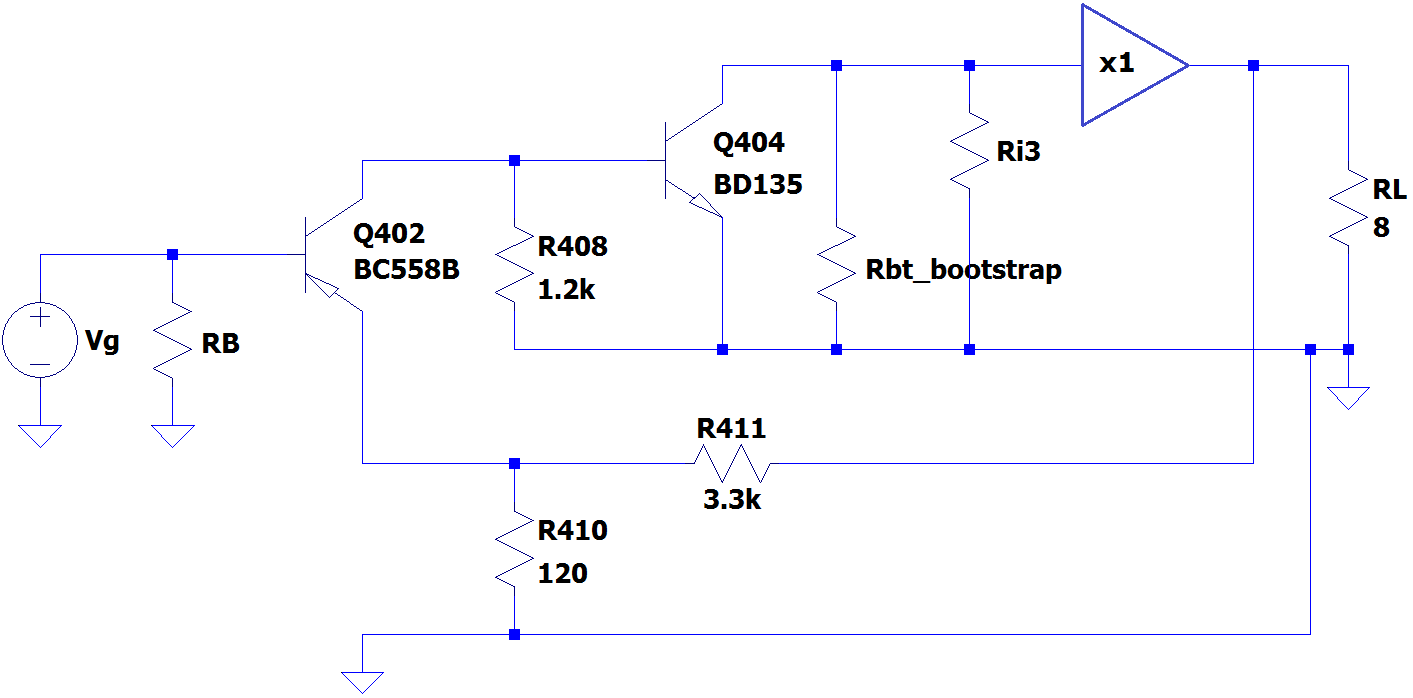 x1
Q404
BD135
Ri3
RL
8
Q402
BC558B
R408
1.2k
Rbt_bootstrap
Vg
RB
R411
3.3k
R410
120